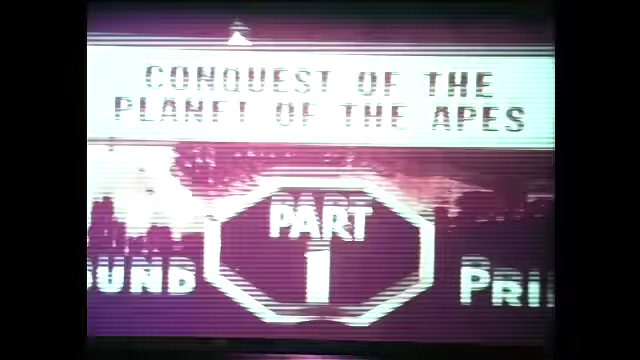 CONQUEST OF THE
PLANET OF THE APES
PART
1
OUND
PRI